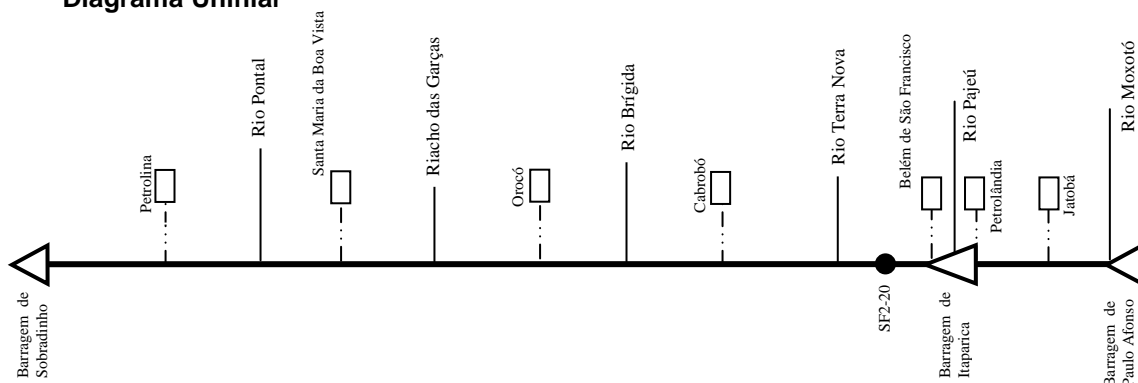 Diagrama Unifilar
Petrolina
Rio Pontal
Santa Maria da Boa Vista
Riacho das Garças
Orocó
Rio Brígida
Cabrobó
Rio Terra Nova
Belém de São Francisco
Rio Pajeú
Petrolândia
Jatobá
Rio Moxotó
Barragem de
Sobradinho
SF2-20
Barragem de
Itaparica
Barragem de
Paulo Afonso